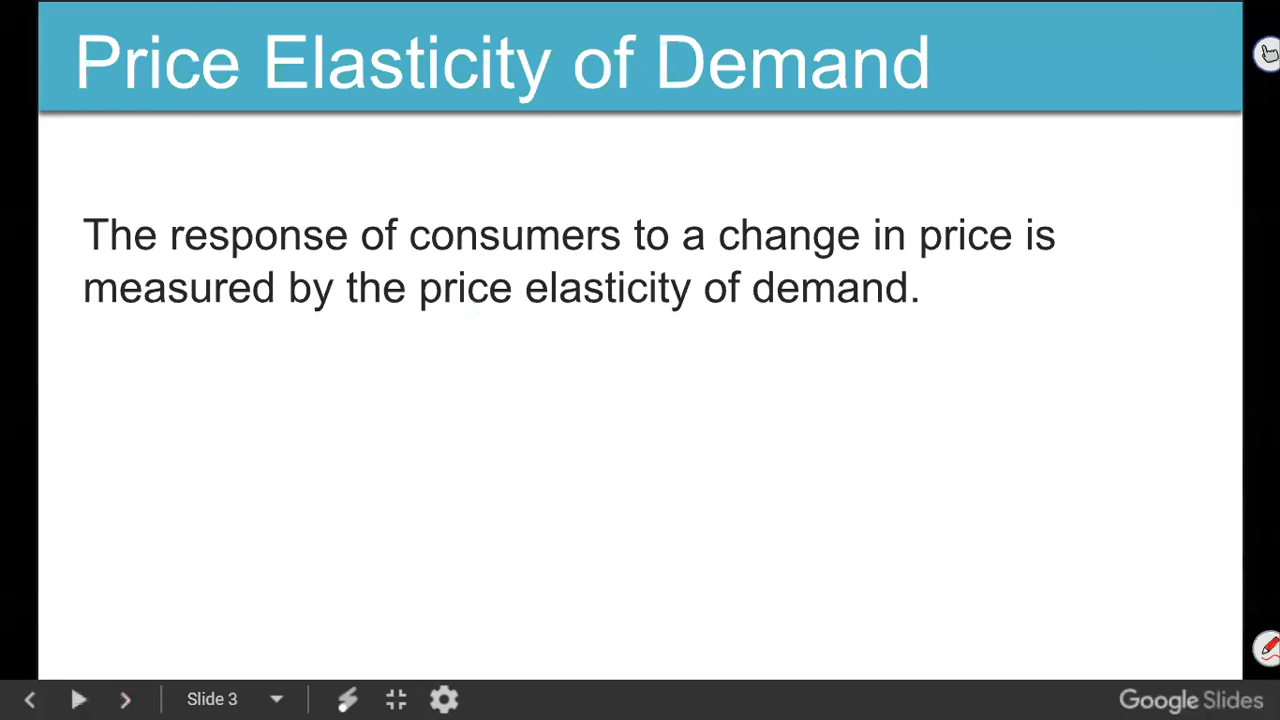 Price Elasticity of Demand
The response of consumers to a change in price is
measured by the price elasticity of demand.
Slide 3
Google Slides